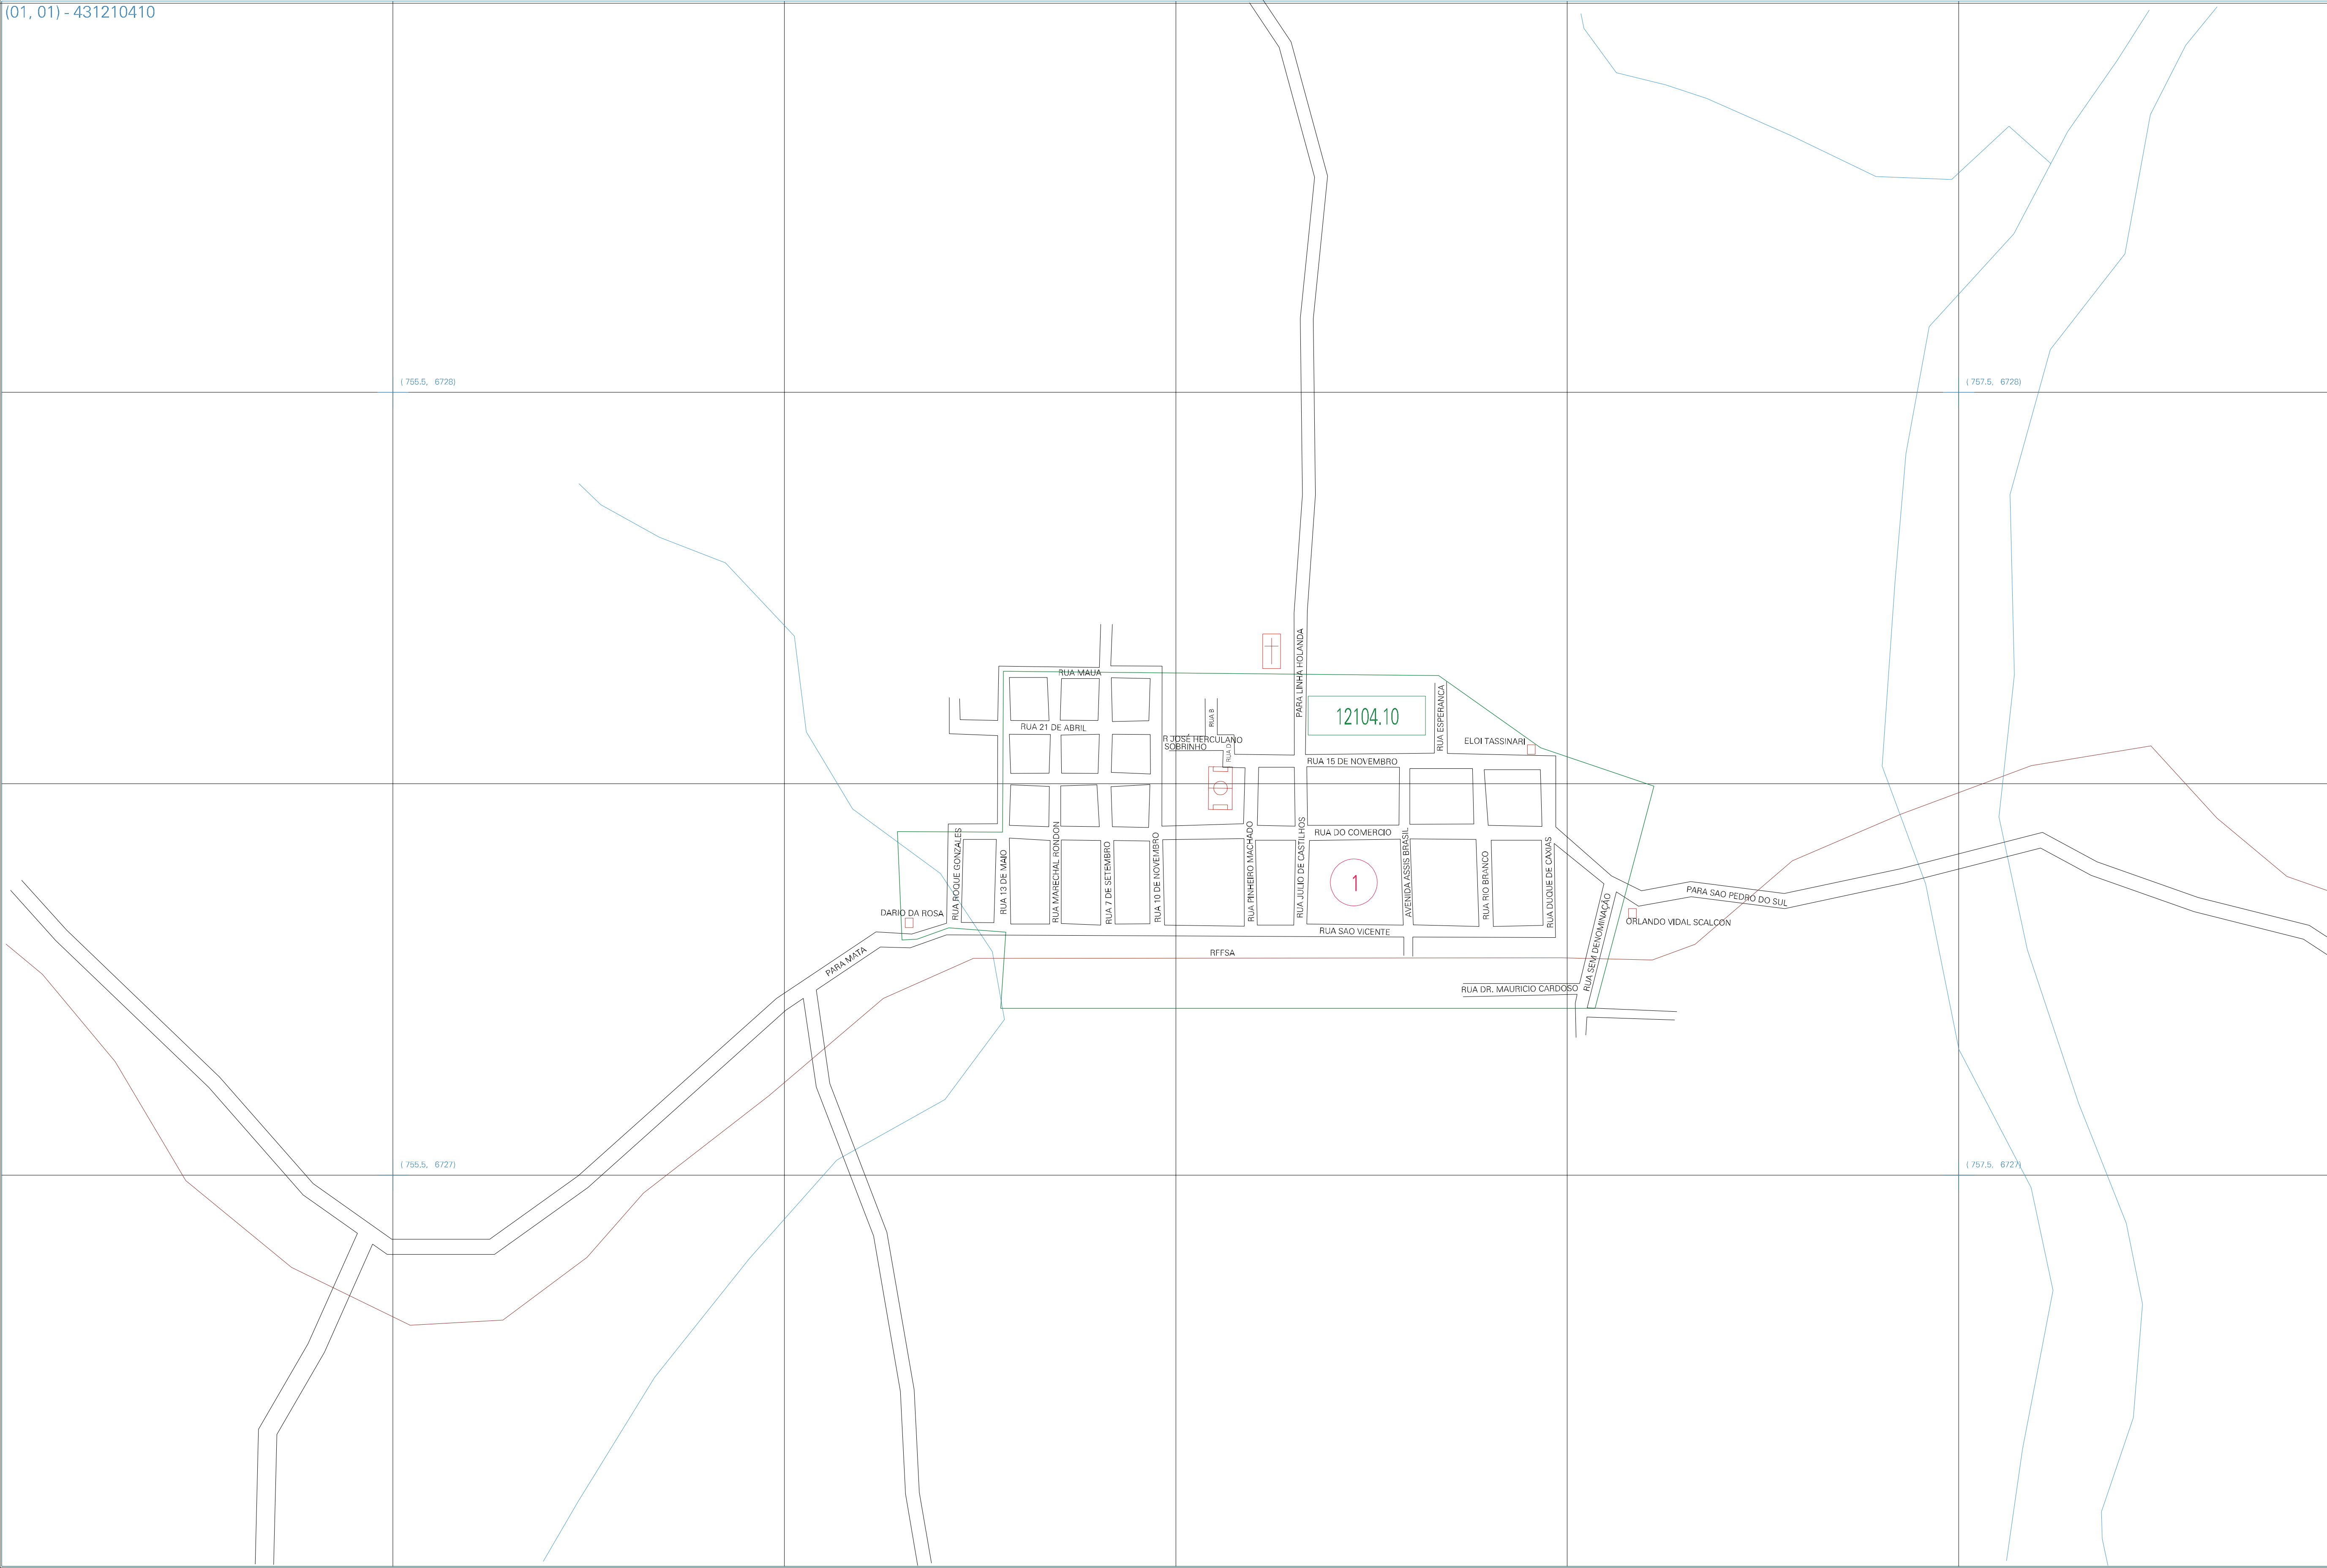 (01, 01) - 431210410
( 755.5, 6728)
( 757.5, 6728)
PARA LINHA HOLANDA
RUA MAUA
RUA ESPERANCA
RUA B
12104.10
RUA 21 DE ABRIL
R JOSÉ HERCULANO
SOBRINHO
RUA D
ELOI TASSINARI
RUA 15 DE NOVEMBRO
RUA DO COMERCIO
RUA ROQUE GONZALES
RUA 13 DE MAIO
RUA MARECHAL RONDON
RUA 7 DE SETEMBRO
RUA 10 DE NOVEMBRO
RUA PINHEIRO MACHADO
RUA JULIO DE CASTILHOS
1
AVENIDA ASSIS BRASIL
RUA RIO BRANCO
RUA DUQUE DE CAXIAS
PARA SAO PEDRO DO SUL
DARIO DA ROSA
ORLANDO VIDAL SCALCON
RUA SAO VICENTE
RUA SEM DENOMINAÇÃO
PARA MATA
RFFSA
RUA DR. MAURICIO CARDOSO
( 755.5, 6727)
( 757.5, 6727)